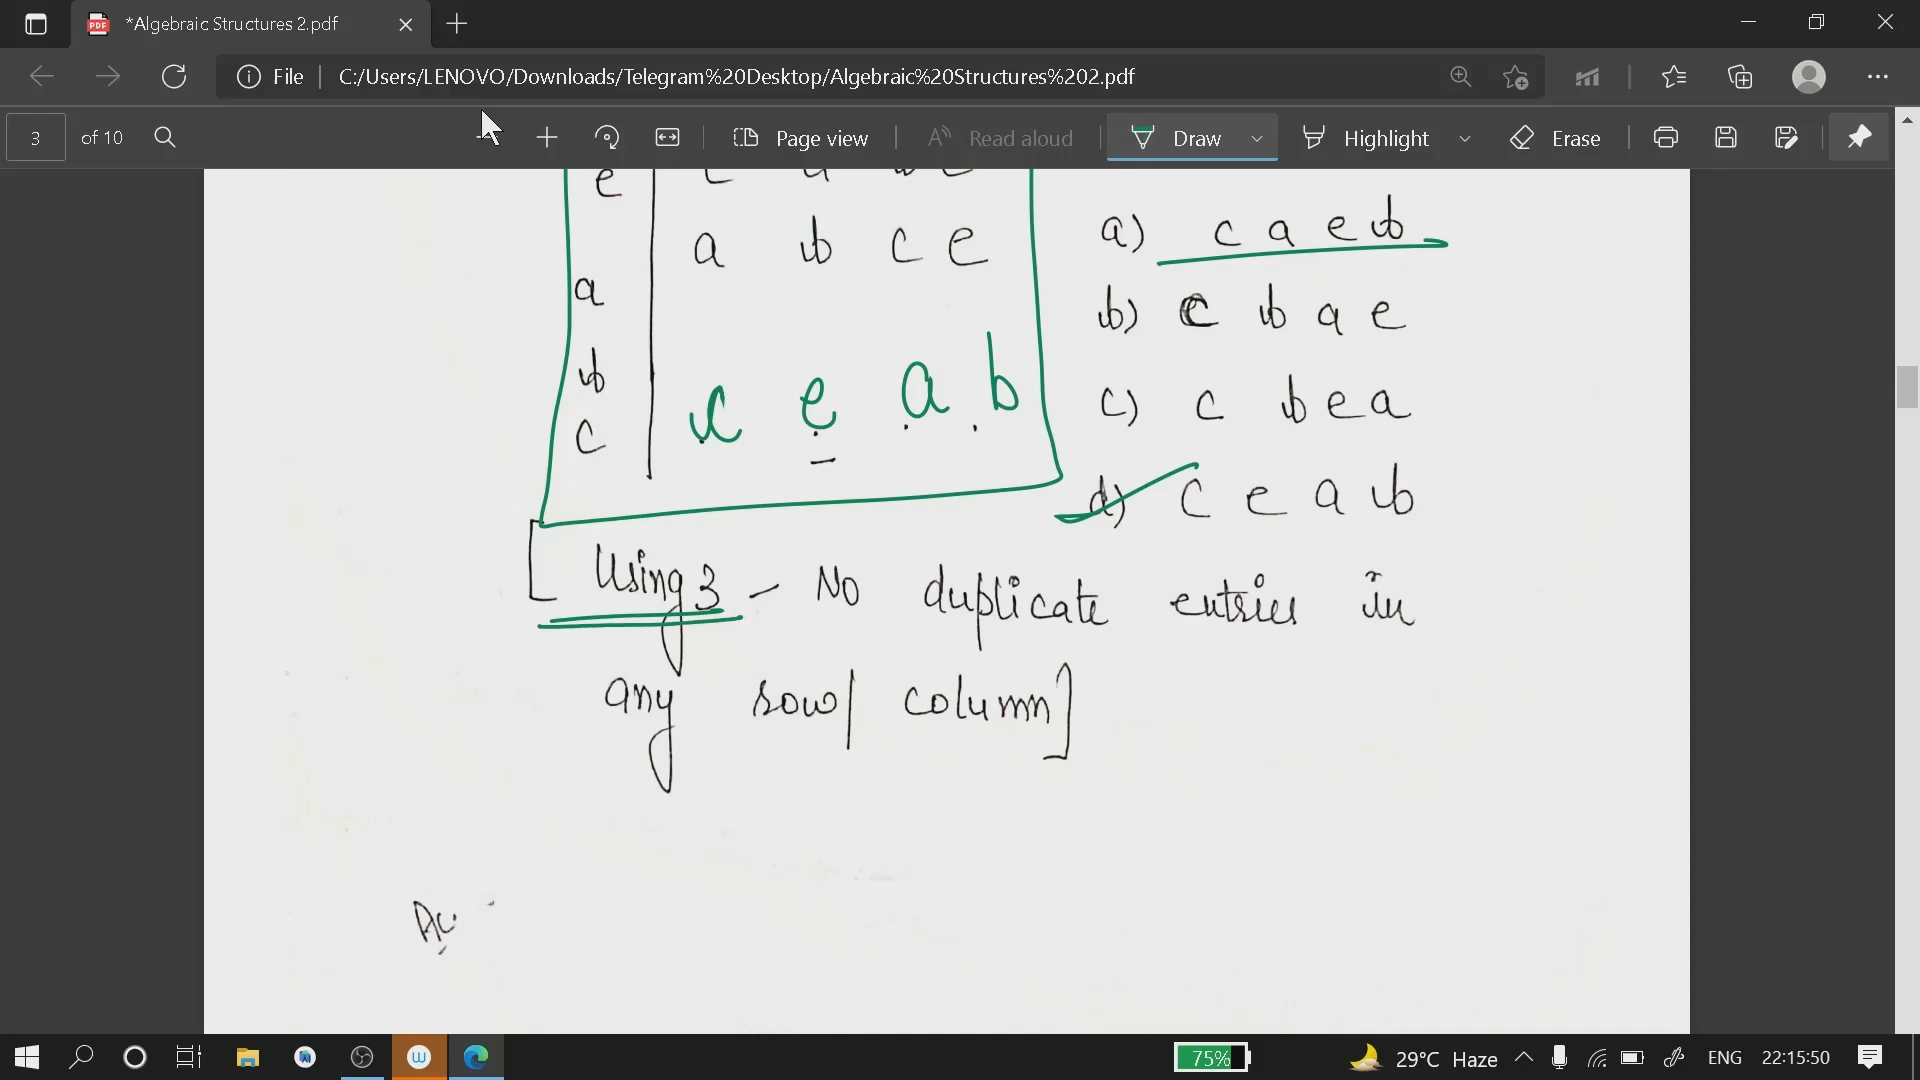 *Algebraic Structures 2.pdf
File C:/Users/LENOVO/Downloads/Telegram%20Desktop/Algebraic%20Structures%202.pdf
3 of 10 Page view Read aloud Draw Highlight Erase
e
a b c e
a
b
c
c e a b
a) c a e b
b) c b a e
c) c b e a
d) c e a b
[Using 3 - No duplicate entries in
any row/ column]
75% 29°C Haze ENG 22:15:50